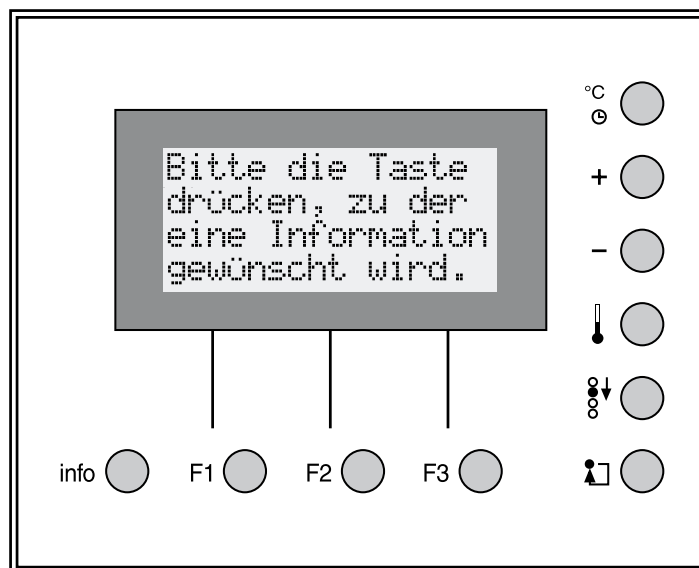 °C
Bitte die Taste
drücken, zu der
eine Information
gewünscht wird.
+
−
info
F1
F2
F3